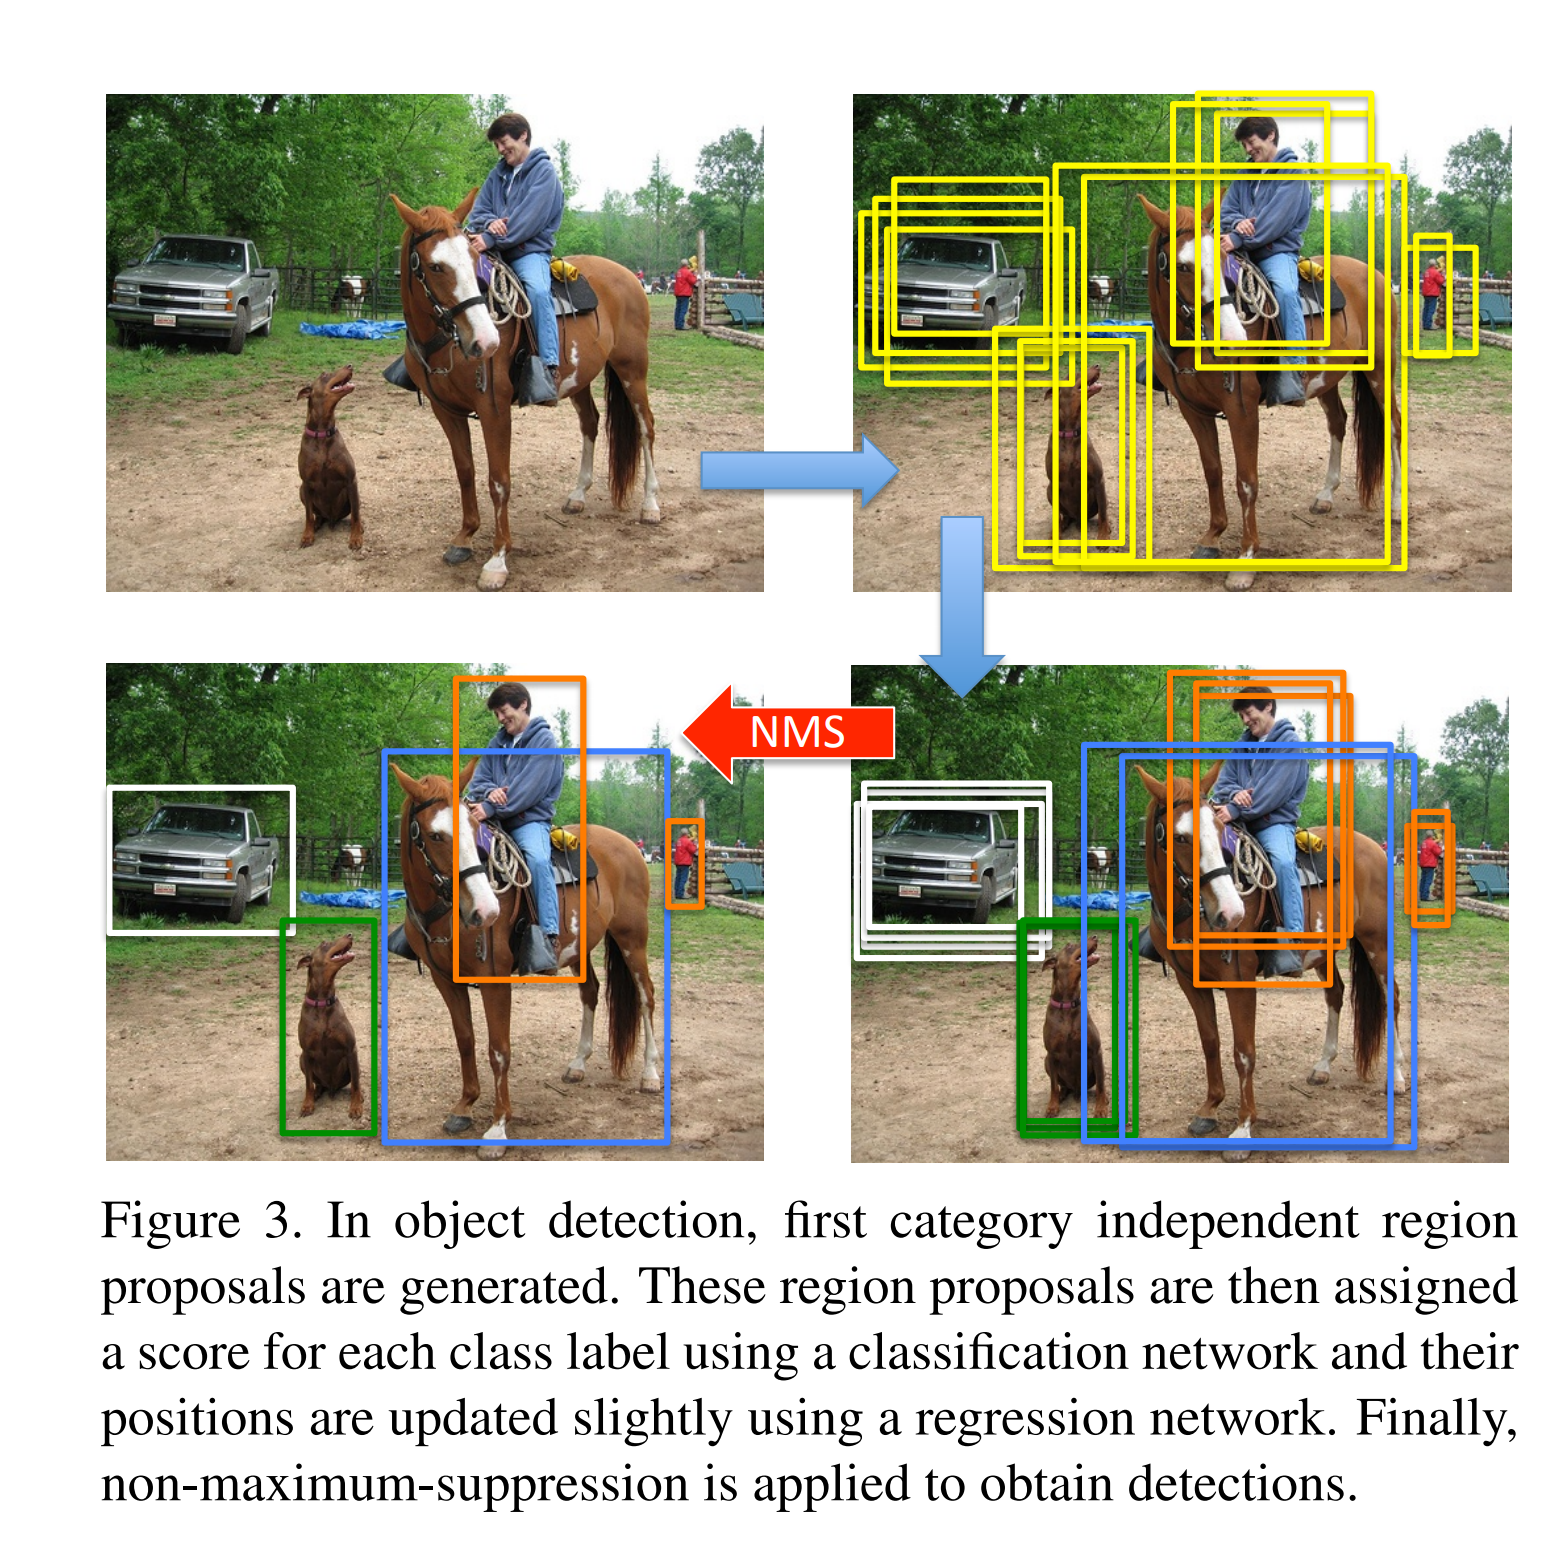 NMS
Figure 3. In object detection, first category independent region
proposals are generated. These region proposals are then assigned
a score for each class label using a classification network and their
positions are updated slightly using a regression network. Finally,
non-maximum-suppression is applied to obtain detections.